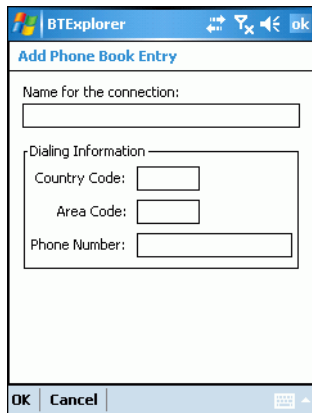 BTExplorer ok
Add Phone Book Entry
Name for the connection:
Dialing Information
Country Code:
Area Code:
Phone Number:
OK Cancel